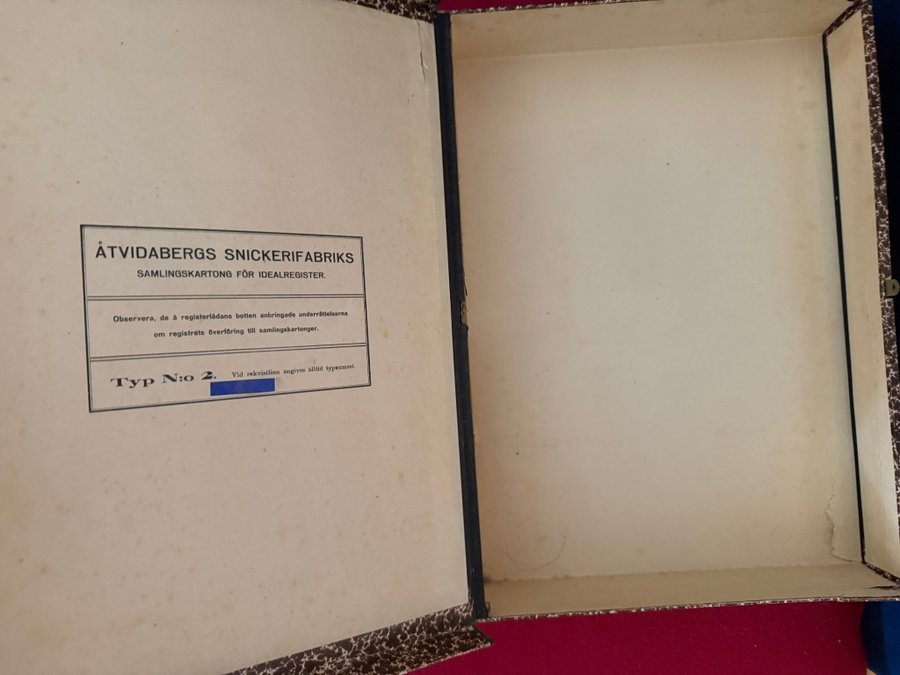 ÅTVIDABERGS SNICKERIFABRIKS
SAMLINGSKARTONG FÖR IDEALREGISTER.
Observera, de å registerlådans botten anbringade underrättelserna
om registrets överföring till samlingskartonger.
Typ N:o 2. Vid rekvisition angives alltid typnumret